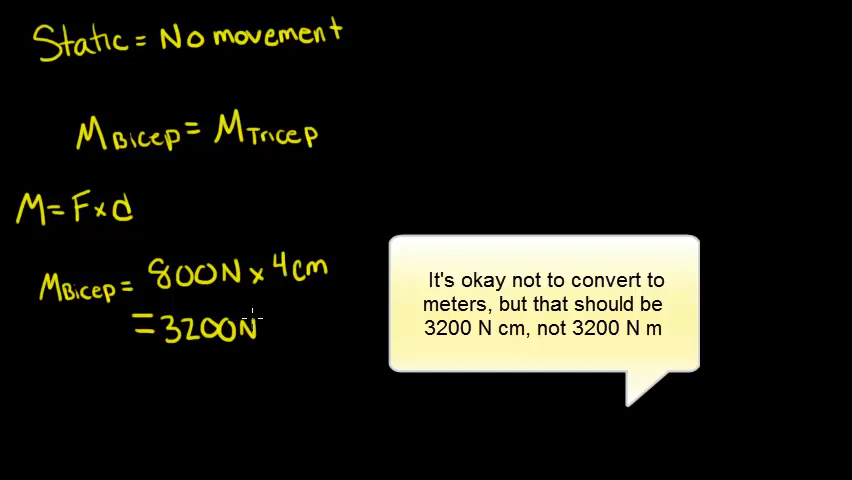 Static = No movement
MBicep = MTricep
M = F x d
MBicep = 800N x 4cm
= 3200N
It's okay not to convert to
meters, but that should be
3200 N cm, not 3200 N m